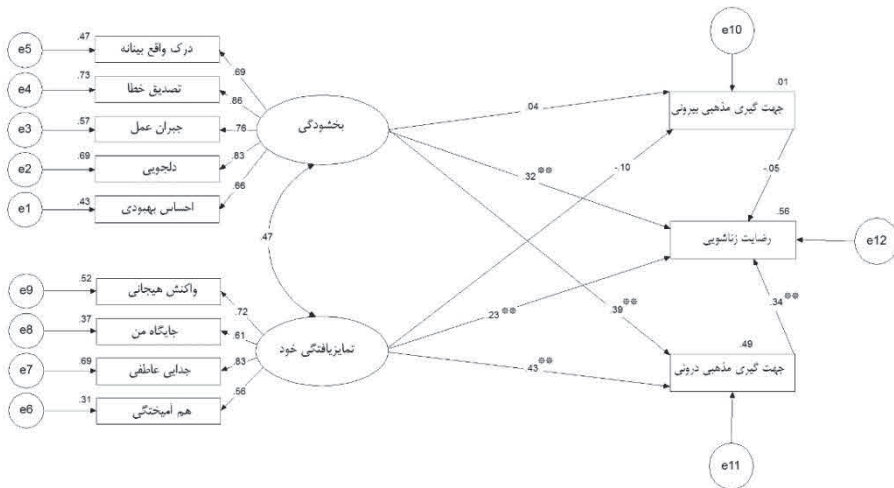 e5
.47
درک واقع بینانه
.69
e4
.73
تصدیق خطا
.86
e3
.57
جبران عمل
.76
e2
.69
دلجویی
.83
e1
.43
احساس بهبودی
.66
بخشودگی
.47
e9
.52
واکنش هیجانی
.72
e8
.37
جایگاه من
.61
e7
.69
جدایی عاطفی
.83
e6
.31
هم آمیختگی
.56
تمایزیافتگی خود
e10
.01
جهت گیری مذهبی بیرونی
.04
-.10
-.05
.32**
.56
رضایت زناشویی
e12
.23**
.39**
.34**
.43**
.49
جهت گیری مذهبی درونی
e11